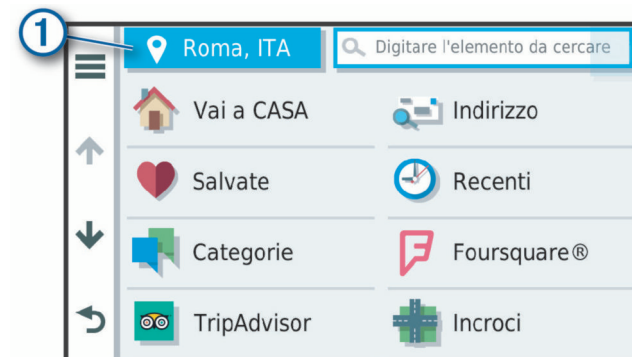 1
Roma, ITA
Digitare l'elemento da cercare
Vai a CASA
Indirizzo
Salvate
Recenti
Categorie
Foursquare®
TripAdvisor
Incroci